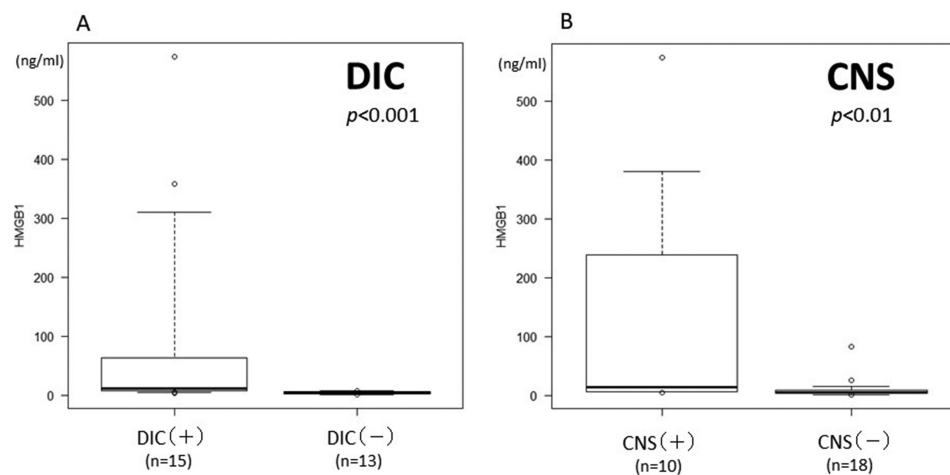 A
(ng/ml)
DIC
p<0.001
500
400
300
200
100
0
HMGB1
DIC(+)
(n=15)
DIC(−)
(n=13)
B
(ng/ml)
CNS
p<0.01
500
400
300
200
100
0
HMGB1
CNS(+)
(n=10)
CNS(−)
(n=18)